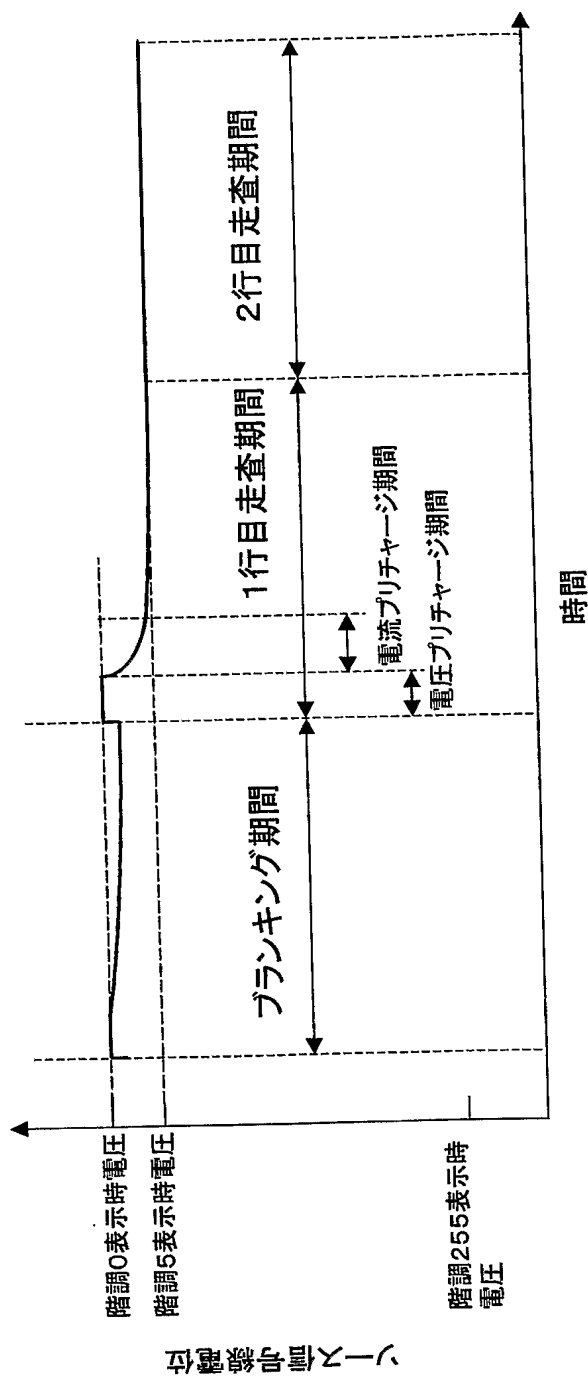 ソース信号線電位
階調0表示時電圧
階調5表示時電圧
階調255表示時
電圧
ブランキング期間
1行目走査期間
2行目走査期間
電流プリチャージ期間
電圧プリチャージ期間
時間